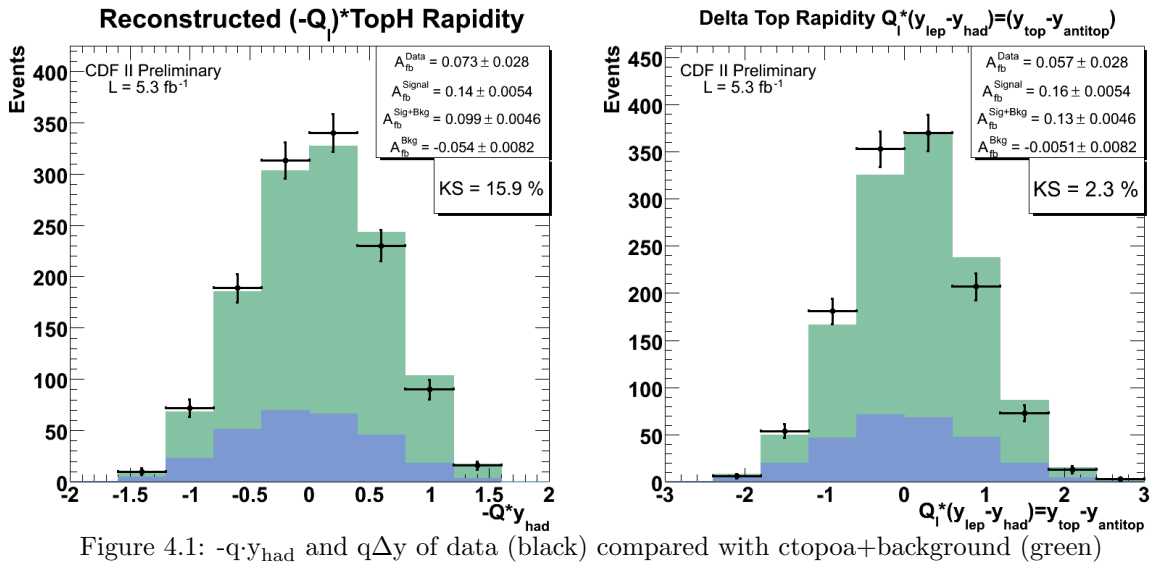 Reconstructed (-Q_l)*TopH Rapidity
Events
CDF II Preliminary
L = 5.3 fb⁻¹
A_fb^Data = 0.073 ± 0.028
A_fb^Signal = 0.14 ± 0.0054
A_fb^Sig+Bkg = 0.099 ± 0.0046
A_fb^Bkg = -0.054 ± 0.0082
KS = 15.9 %
400
350
300
250
200
150
100
50
0
-2 -1.5 -1 -0.5 0 0.5 1 1.5 2
-Q*y_had
Delta Top Rapidity Q_l*(y_lep-y_had)=(y_top-y_antitop)
Events
CDF II Preliminary
L = 5.3 fb⁻¹
A_fb^Data = 0.057 ± 0.028
A_fb^Signal = 0.16 ± 0.0054
A_fb^Sig+Bkg = 0.13 ± 0.0046
A_fb^Bkg = -0.0051 ± 0.0082
KS = 2.3 %
450
400
350
300
250
200
150
100
50
0
-3 -2 -1 0 1 2 3
Q_l*(y_lep-y_had)=y_top-y_antitop
Figure 4.1: -q·y_had and qΔy of data (black) compared with ctopoa+background (green)